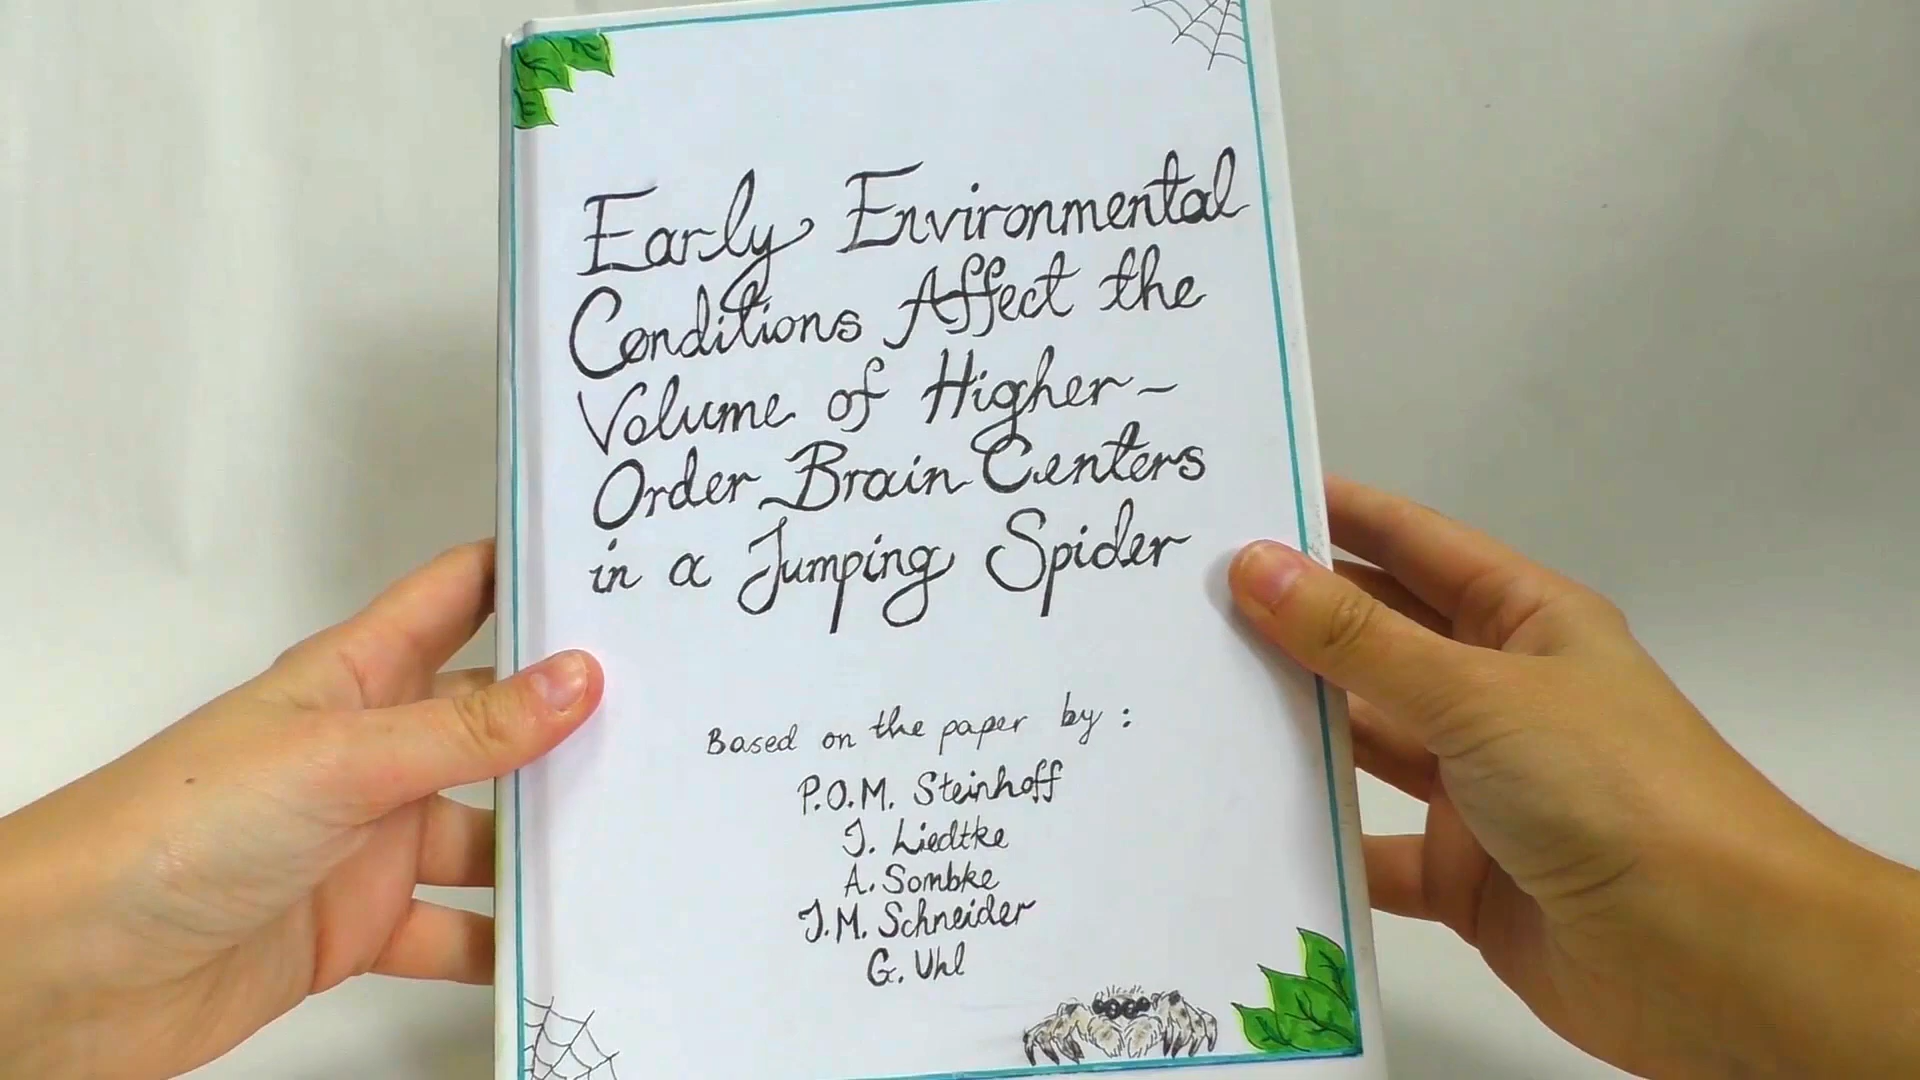 Early Environmental
Conditions Affect the
Volume of Higher-
Order Brain Centers
in a Jumping Spider
Based on the paper by:
P.O.M. Steinhoff
J. Liedtke
A. Sombke
J.M. Schneider
G. Uhl